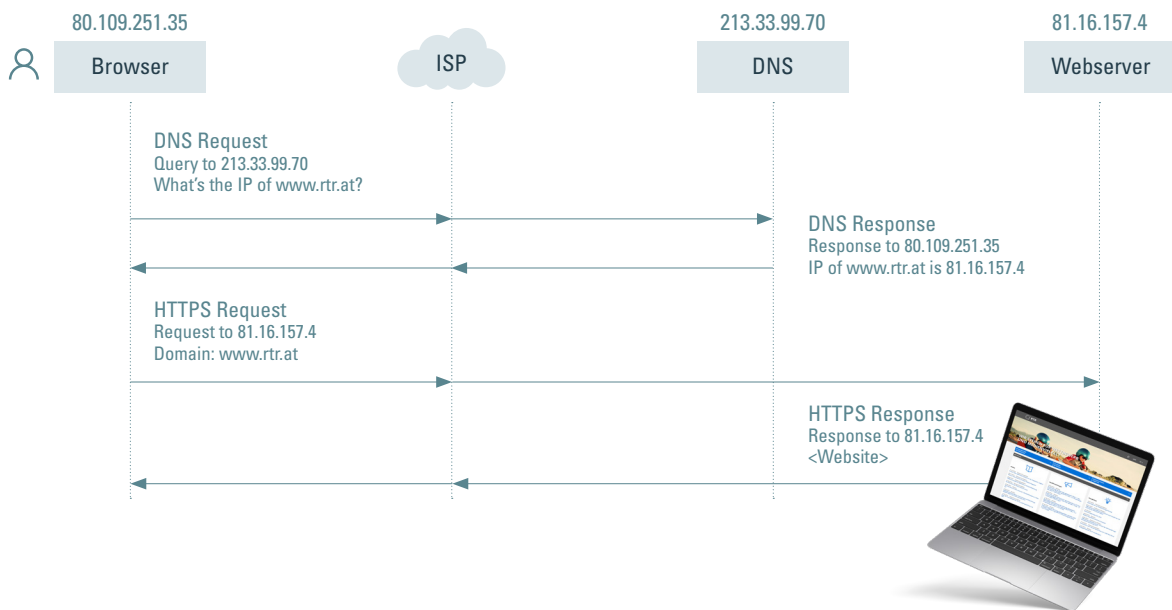 80.109.251.35
213.33.99.70
81.16.157.4
Browser
ISP
DNS
Webserver
DNS Request
Query to 213.33.99.70
What's the IP of www.rtr.at?
DNS Response
Response to 80.109.251.35
IP of www.rtr.at is 81.16.157.4
HTTPS Request
Request to 81.16.157.4
Domain: www.rtr.at
HTTPS Response
Response to 81.16.157.4
<Website>